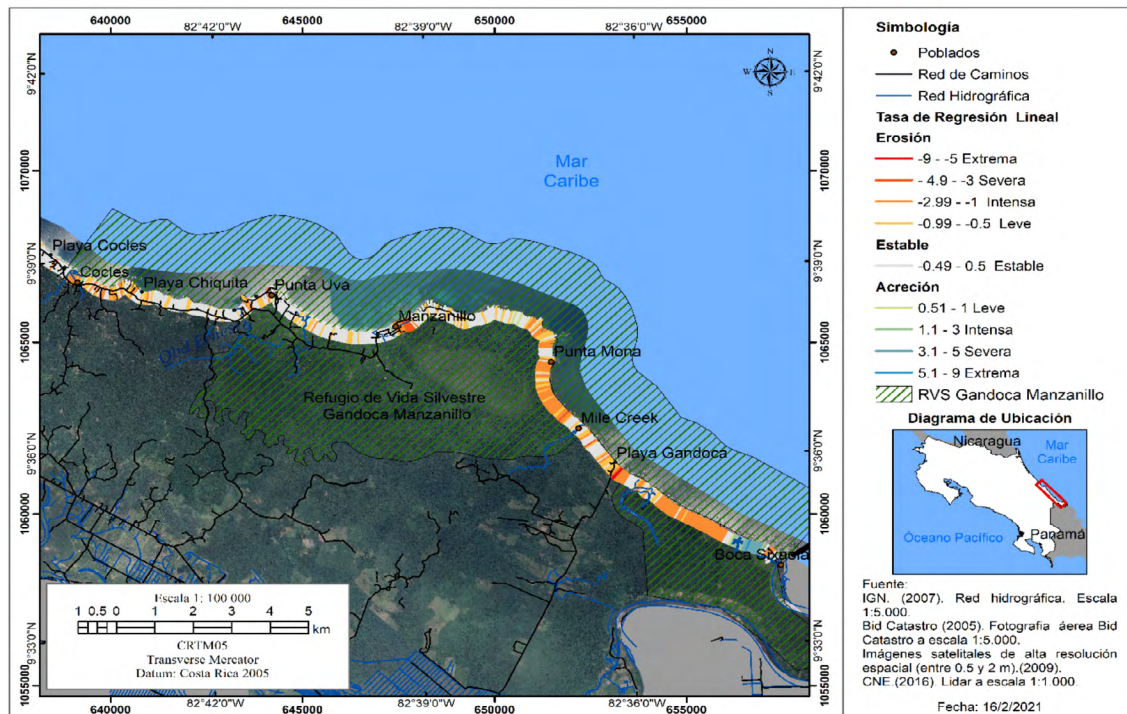 640000 645000 650000 655000
82°42'0"W 82°39'0"W 82°36'0"W
9°42'0"N
9°42'0"N
1070000
1070000
Mar
Caribe
9°39'0"N
9°39'0"N
Playa Cocles
Cocles
Playa Chiquita
Punta Uva
Manzanillo
1065000
1065000
Punta Mona
Refugio de Vida Silvestre
Gandoca Manzanillo
Mile Creek
9°36'0"N
9°36'0"N
Playa Gandoca
1060000
1060000
Boca Sixaola
9°33'0"N
9°33'0"N
Escala 1: 100 000
1 0.5 0 1 2 3 4 5
km
CRTM05
Transverse Mercator
Datum: Costa Rica 2005
1055000
1055000
82°42'0"W 82°39'0"W 82°36'0"W
640000 645000 650000 655000
Simbología
Poblados
Red de Caminos
Red Hidrográfica
Tasa de Regresión Lineal
Erosión
-9 - -5 Extrema
- 4.9 - -3 Severa
-2.99 - -1 Intensa
-0.99 - -0.5 Leve
Estable
-0.49 - 0.5 Estable
Acreción
0.51 - 1 Leve
1.1 - 3 Intensa
3.1 - 5 Severa
5.1 - 9 Extrema
RVS Gandoca Manzanillo
Diagrama de Ubicación
Nicaragua
Mar
Caribe
Óceano Pacífico
Panamá
Fuente:
IGN. (2007). Red hidrográfica. Escala
1:5.000.
Bid Catastro (2005). Fotografia áerea Bid
Catastro a escala 1:5.000.
Imágenes satelitales de alta resolución
espacial (entre 0.5 y 2 m).(2009).
CNE.(2016). Lidar a escala 1:1 000.
Fecha: 16/2/2021
N
W E
S